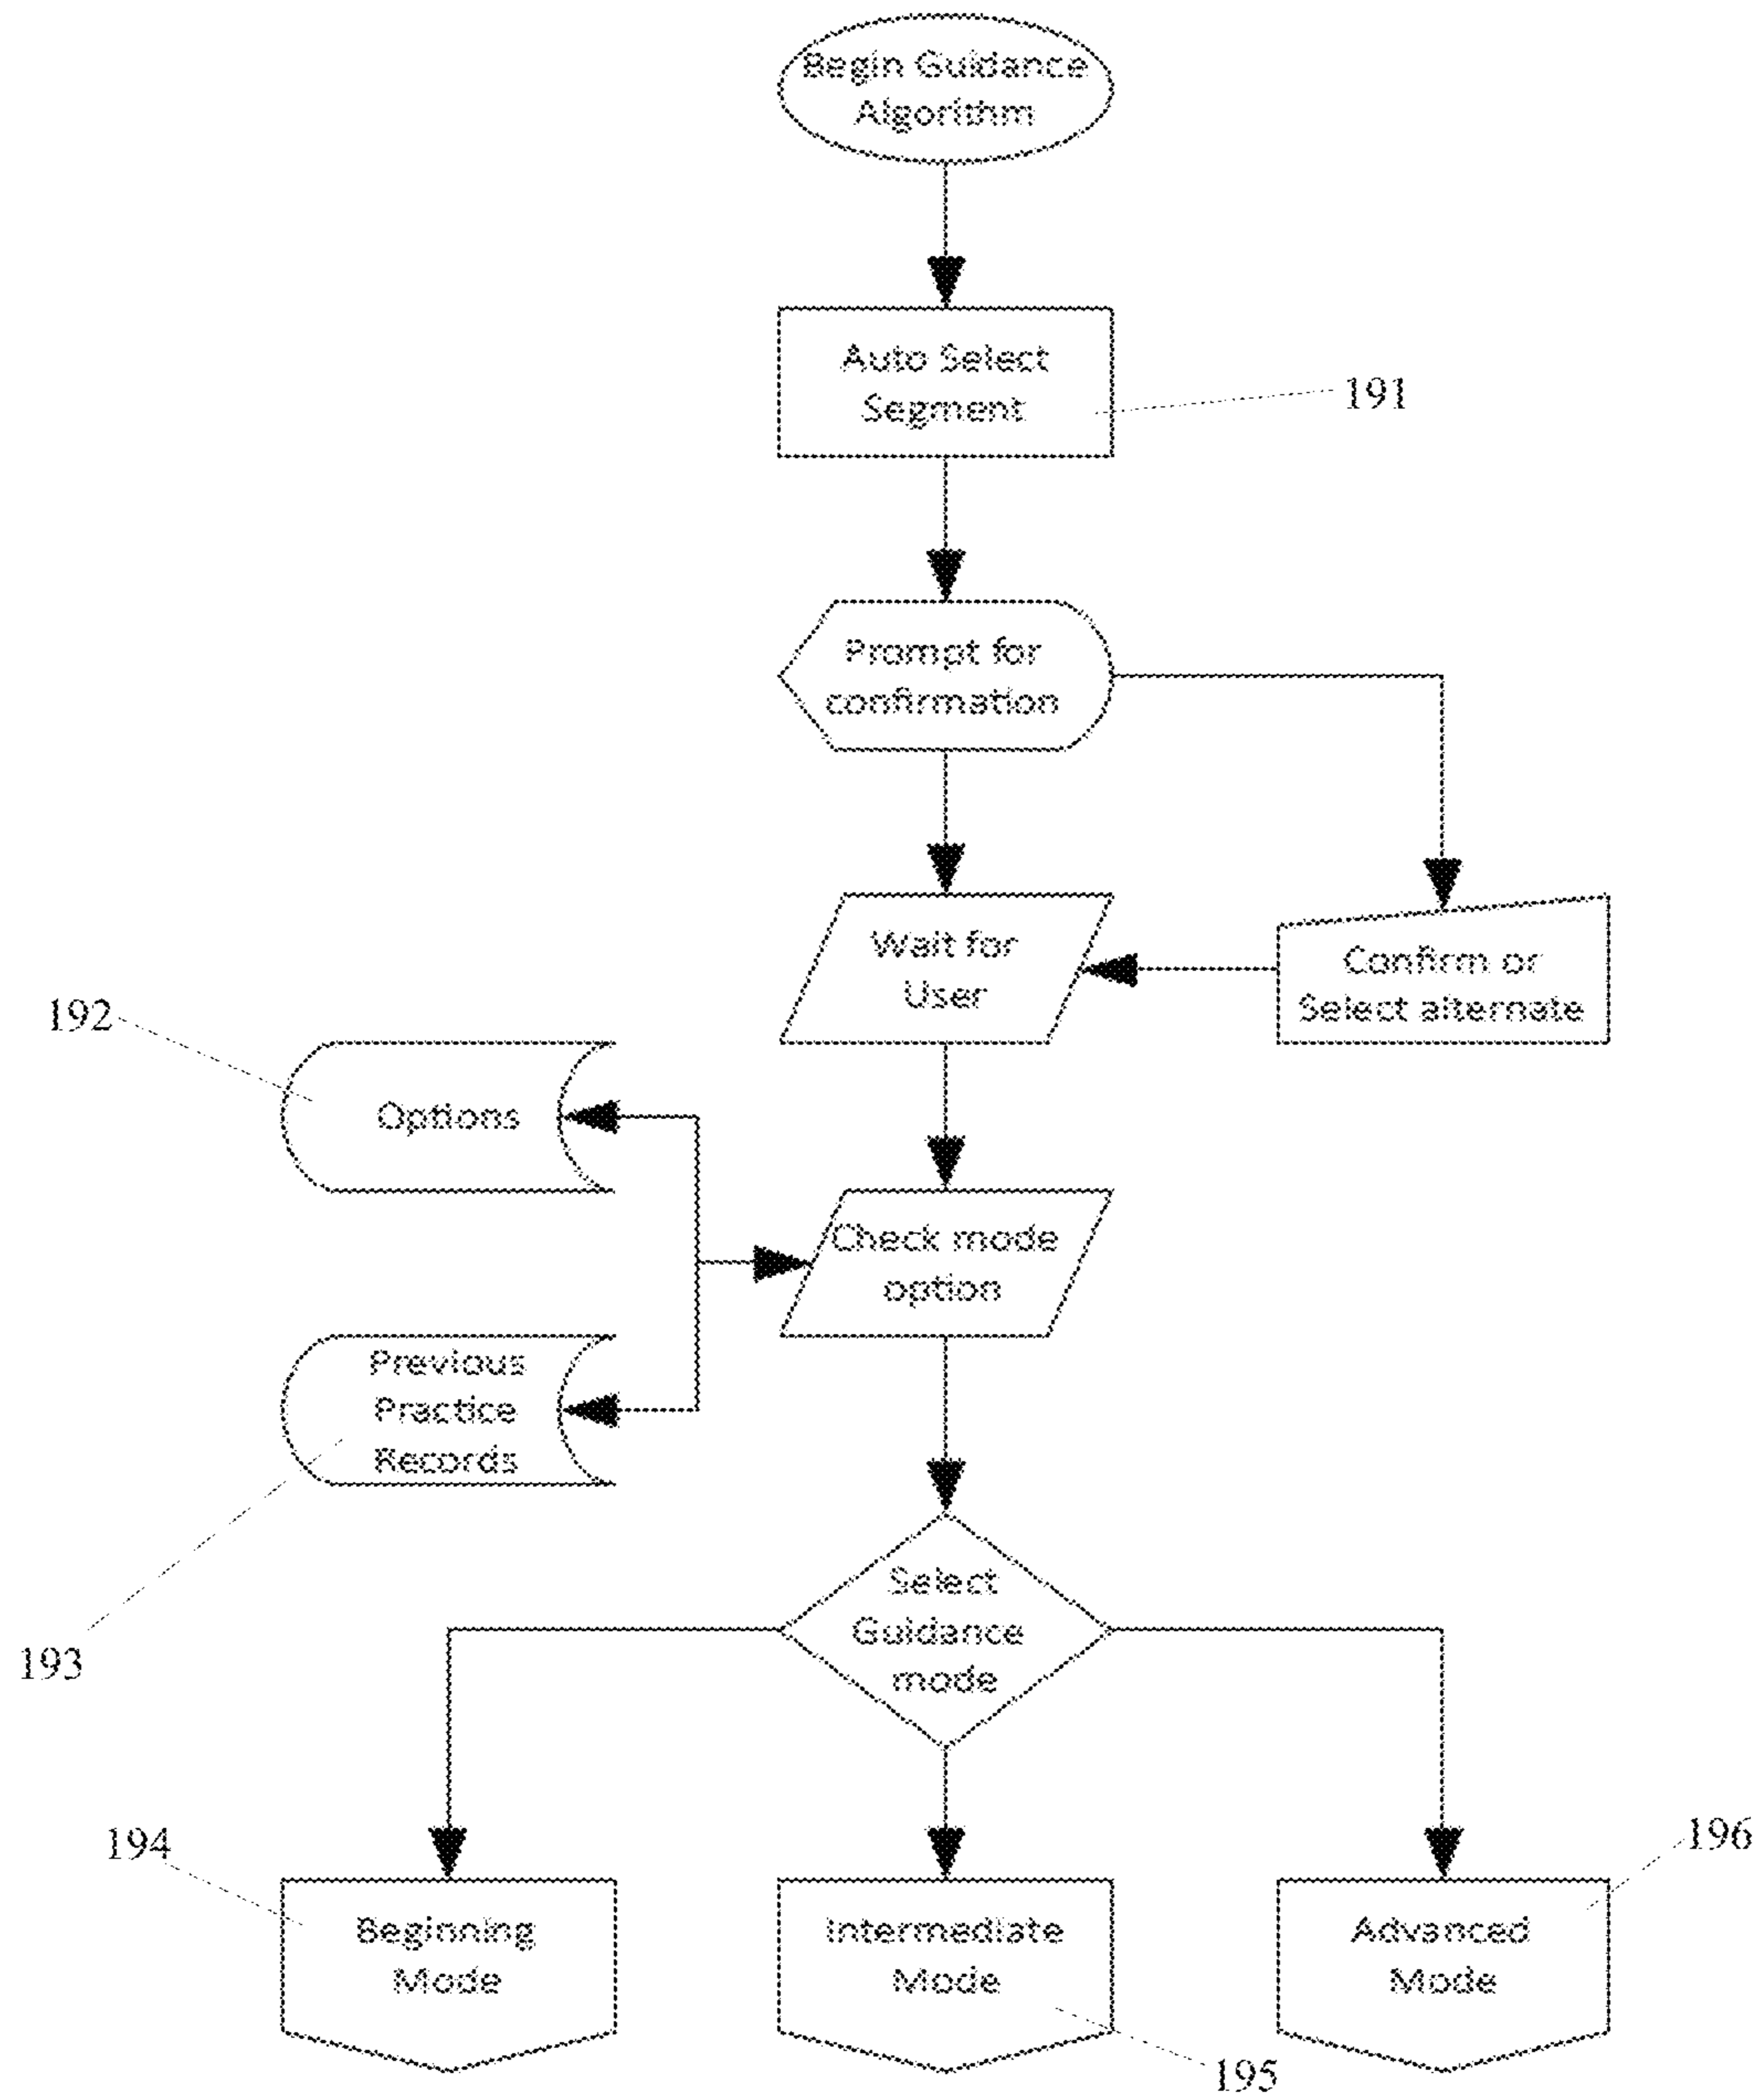 Begin Guidance
Algorithm
Auto Select
Segment
191
Prompt for
confirmation
Wait for
User
Confirm or
Select alternate
192
Options
Check mode
option
Previous
Practice
Records
193
Select
Guidance
mode
194
196
Beginning
Mode
Intermediate
Mode
Advanced
Mode
195